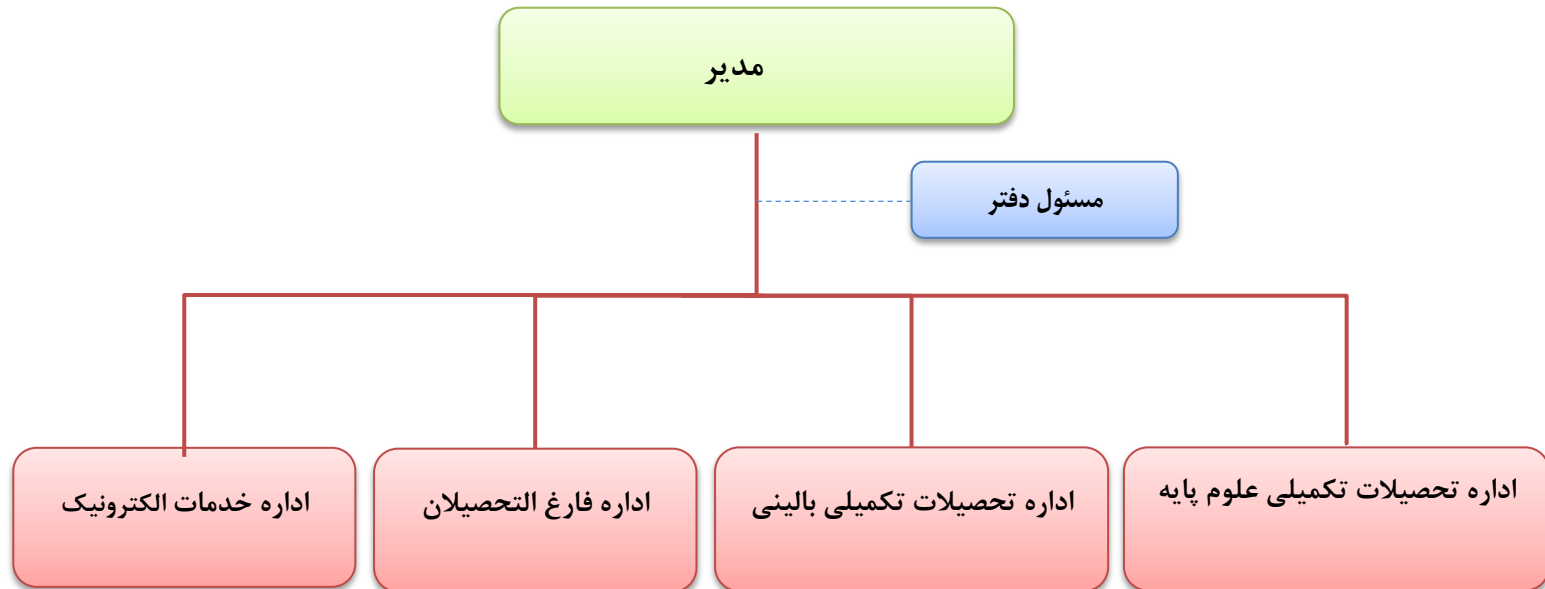 مدیر
مسئول دفتر
اداره تحصیلات تکمیلی علوم پایه
اداره تحصیلات تکمیلی بالینی
اداره فارغ التحصیلان
اداره خدمات الکترونیک